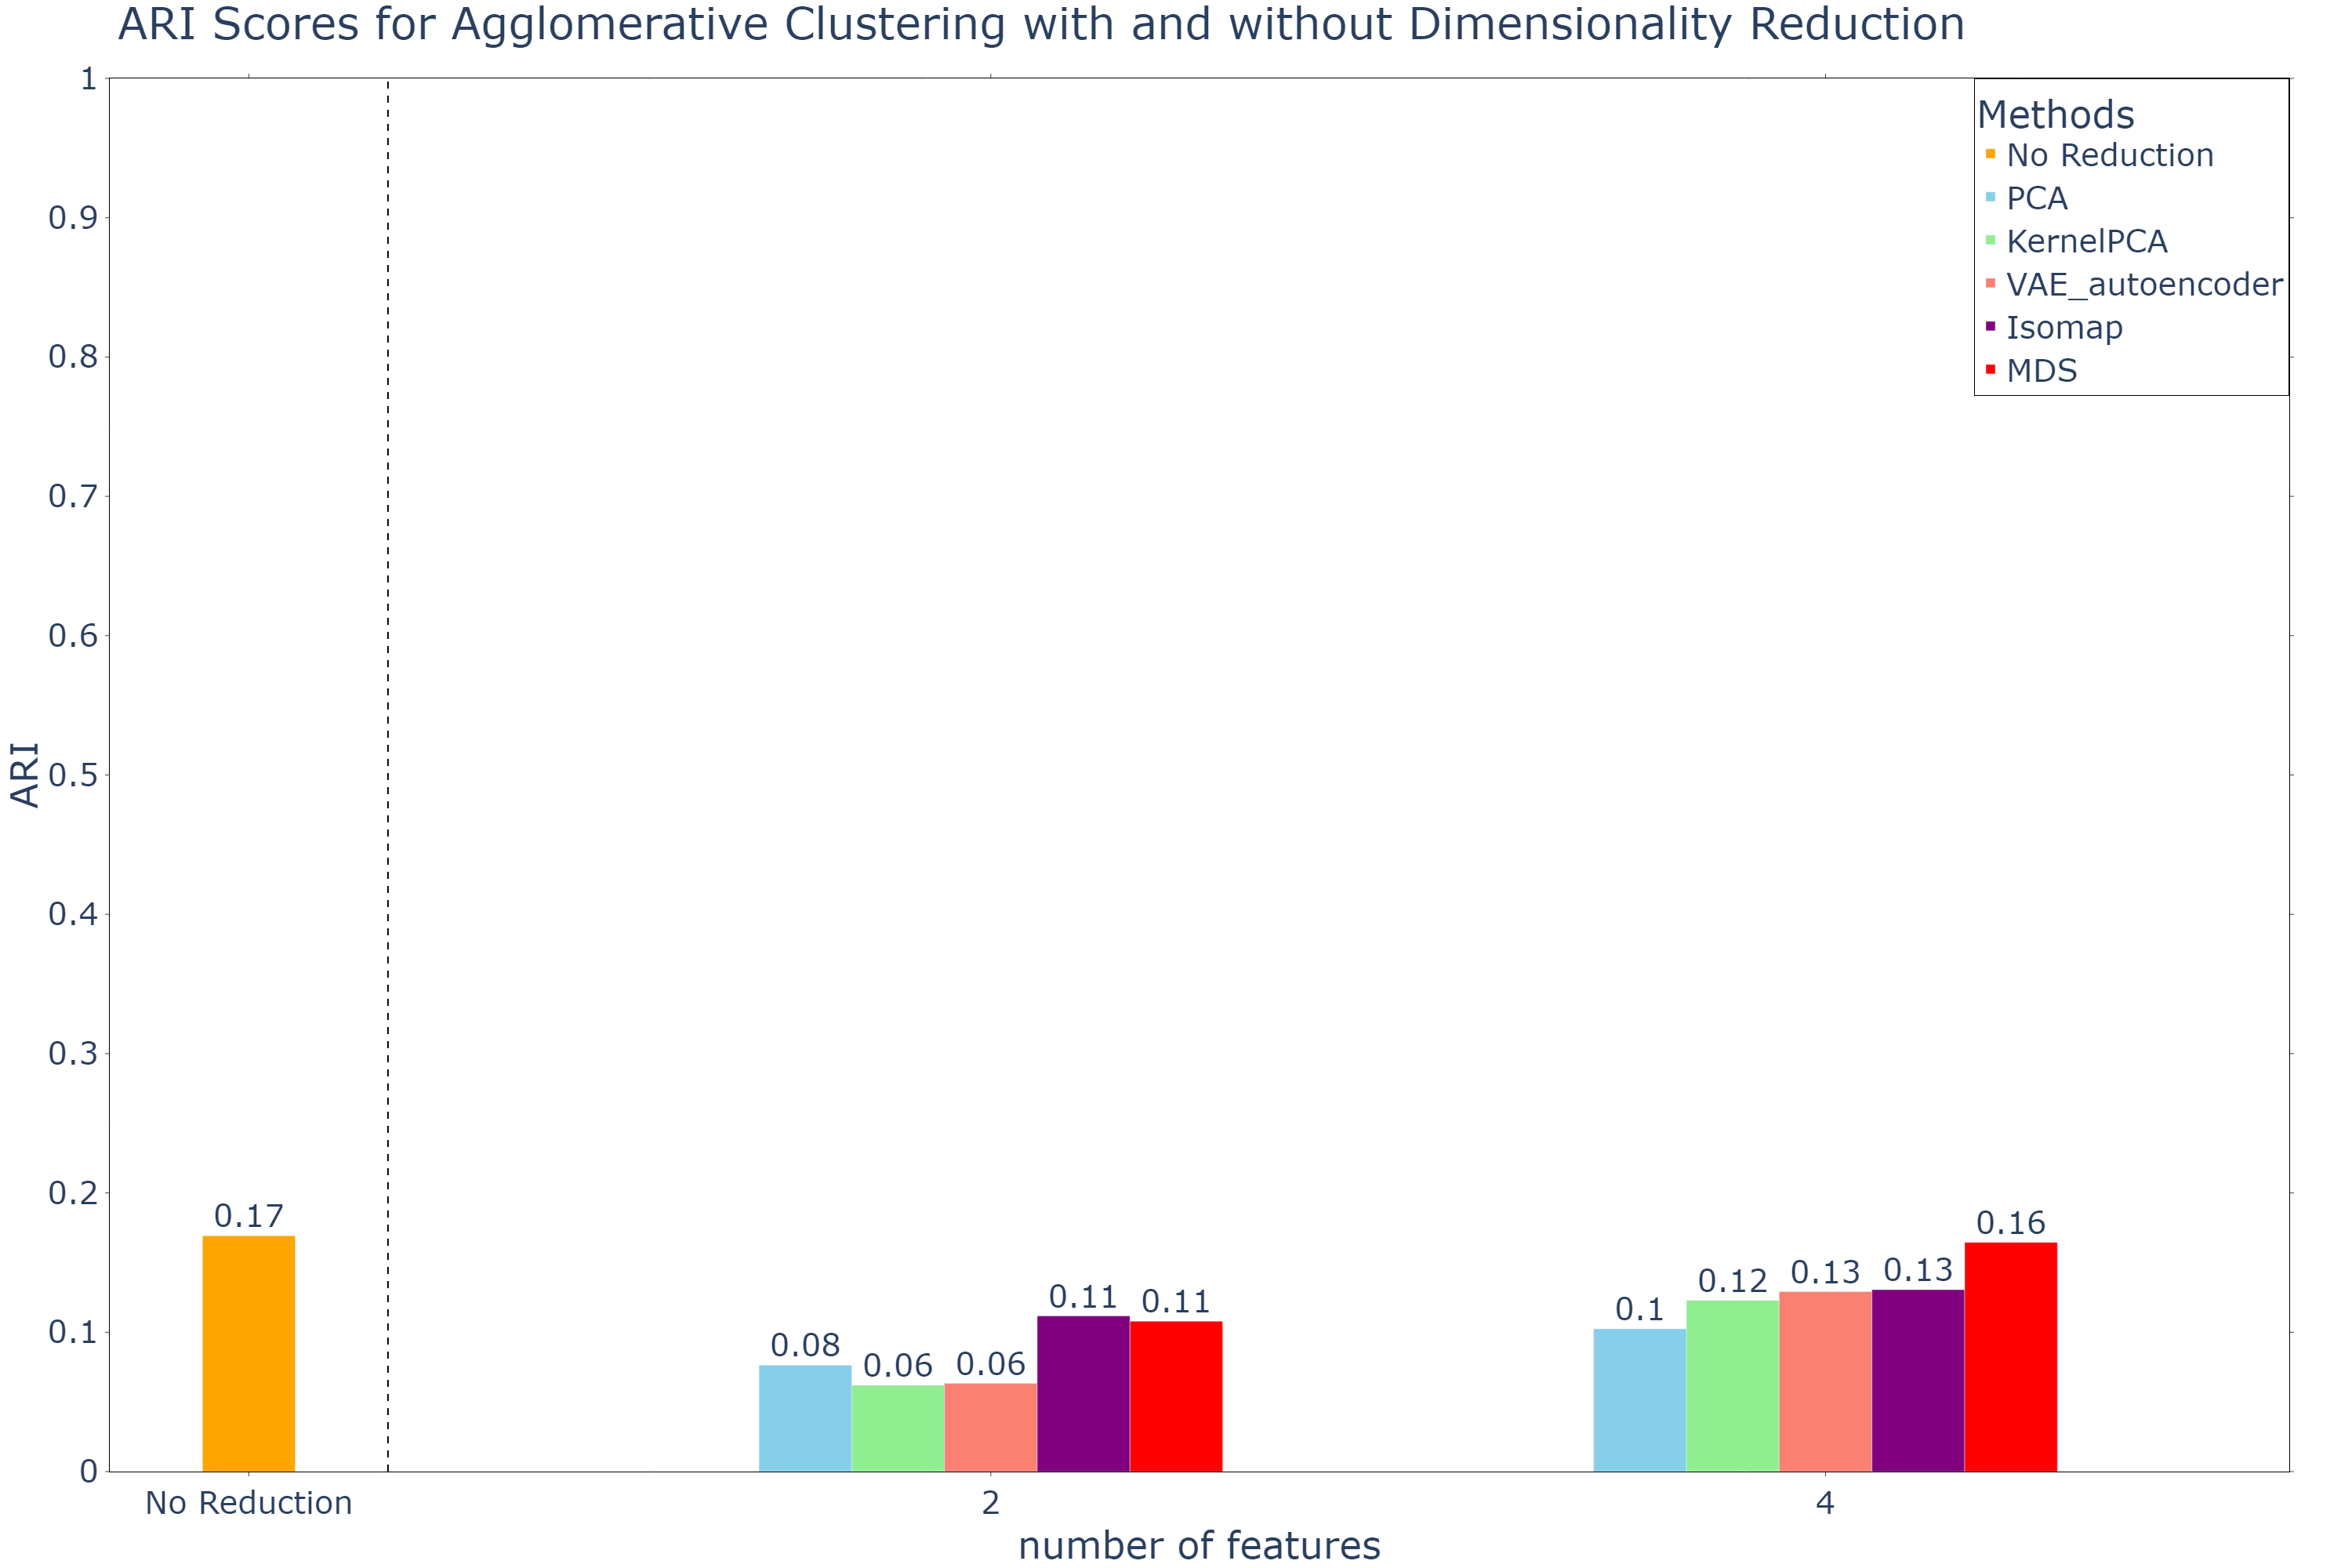 ARI Scores for Agglomerative Clustering with and without Dimensionality Reduction
Methods
No Reduction
PCA
KernelPCA
VAE_autoencoder
Isomap
MDS
ARI
1
0.9
0.8
0.7
0.6
0.5
0.4
0.3
0.2
0.1
0
0.17
0.08
0.06
0.06
0.11
0.11
0.1
0.12
0.13
0.13
0.16
No Reduction
2
4
number of features